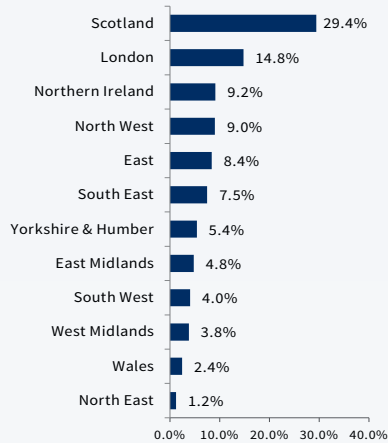 Scotland 29.4%
London 14.8%
Northern Ireland 9.2%
North West 9.0%
East 8.4%
South East 7.5%
Yorkshire & Humber 5.4%
East Midlands 4.8%
South West 4.0%
West Midlands 3.8%
Wales 2.4%
North East 1.2%
0.0% 10.0% 20.0% 30.0% 40.0%